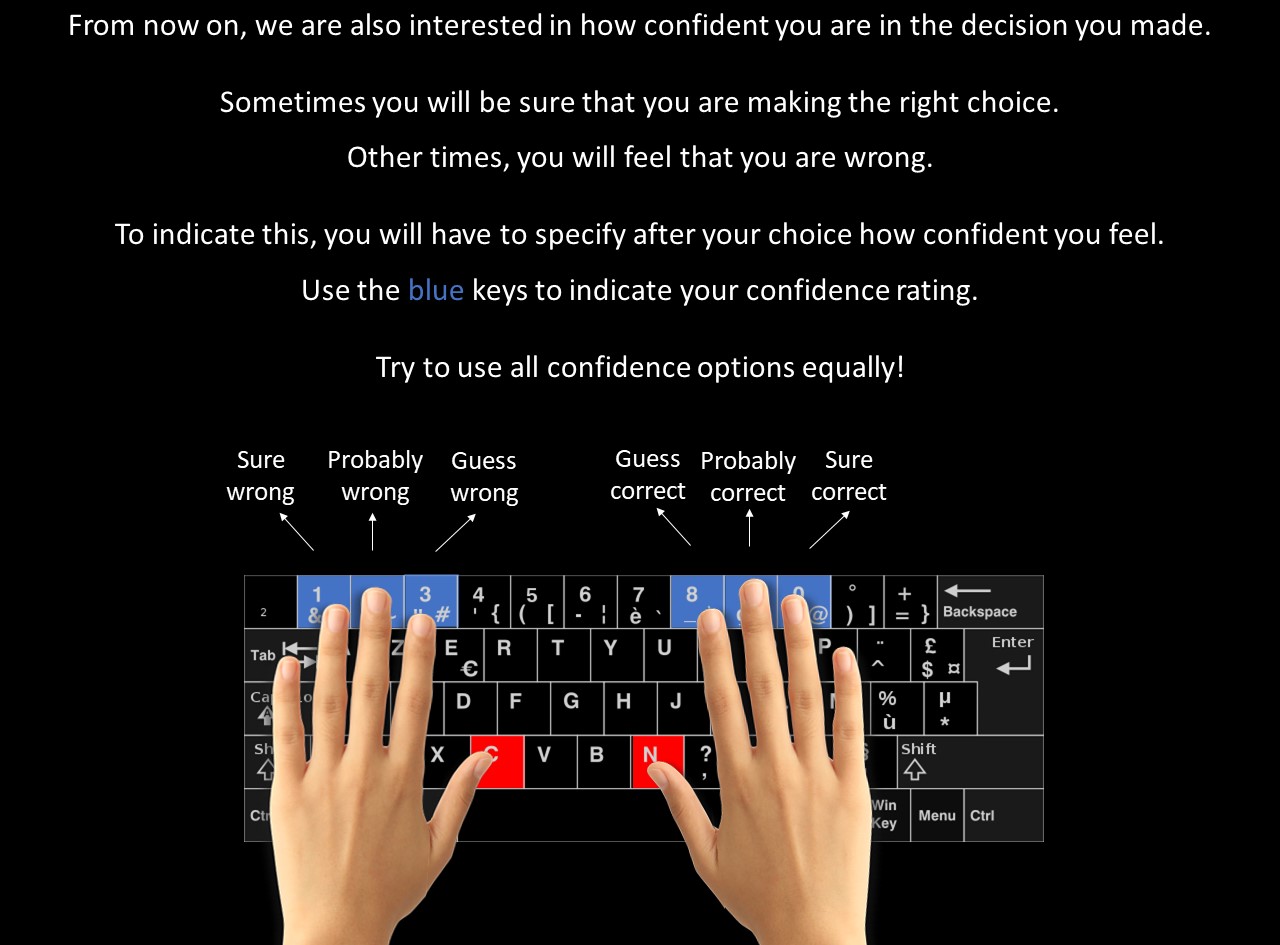 From now on, we are also interested in how confident you are in the decision you made.
Sometimes you will be sure that you are making the right choice.
Other times, you will feel that you are wrong.
To indicate this, you will have to specify after your choice how confident you feel.
Use the blue keys to indicate your confidence rating.
Try to use all confidence options equally!
Sure Probably Guess Guess Probably Sure
wrong wrong wrong correct correct correct
1 3 4 5 6 7 8 ° +
2 & " # ' { ( [ - ¦ è ` _ @ ) ] = } Backspace
Tab Z E R T Y U P ¨ £ Enter
€ ^ $ ¤
D F G H J % µ
ù *
Sh X C V B N ? Shift
,
Ctr Win Key Menu Ctrl